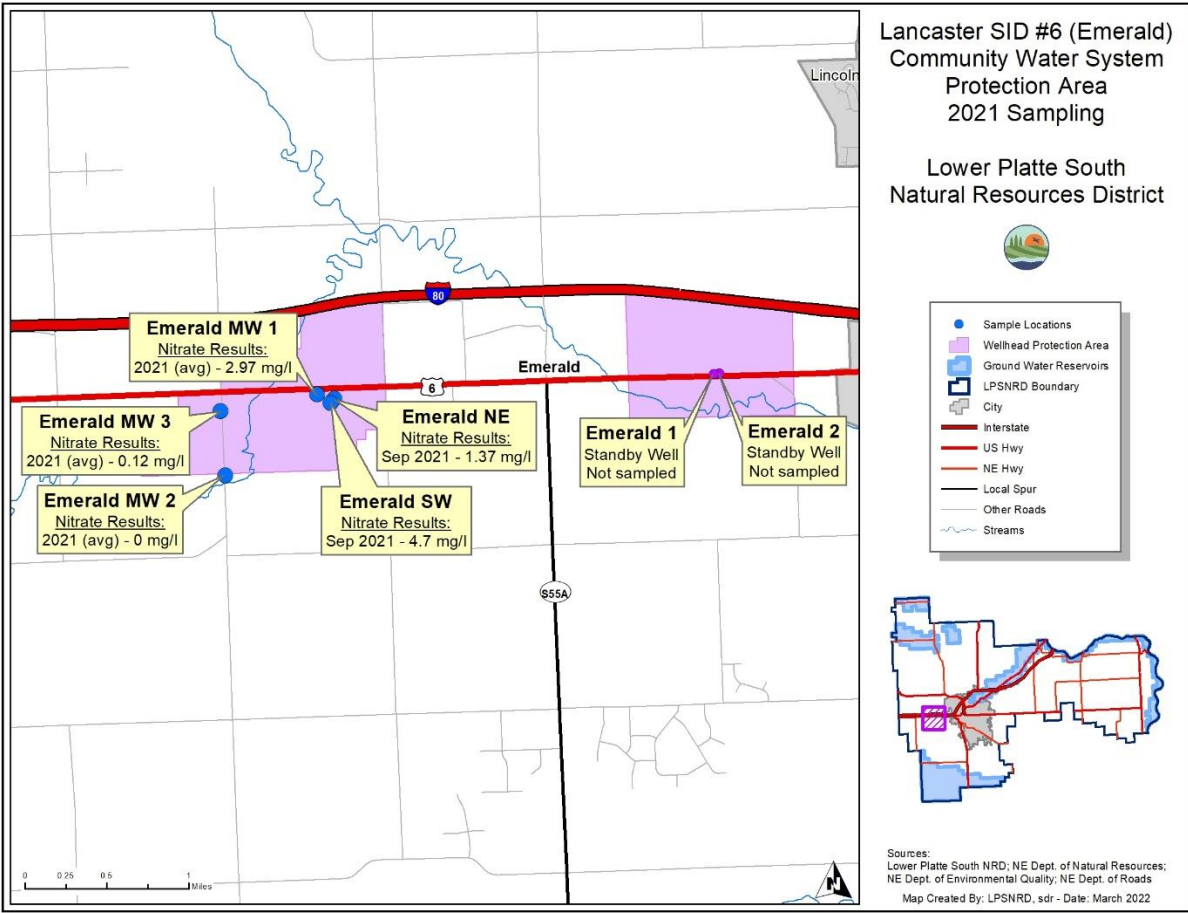 Lancaster SID #6 (Emerald)
Community Water System
Protection Area
2021 Sampling
Lower Platte South
Natural Resources District
Lincoln
80
Emerald MW 1
Nitrate Results:
2021 (avg) - 2.97 mg/l
Emerald
6
Emerald MW 3
Nitrate Results:
2021 (avg) - 0.12 mg/l
Emerald NE
Nitrate Results:
Sep 2021 - 1.37 mg/l
Emerald 1
Standby Well
Not sampled
Emerald 2
Standby Well
Not sampled
Emerald MW 2
Nitrate Results:
2021 (avg) - 0 mg/l
Emerald SW
Nitrate Results:
Sep 2021 - 4.7 mg/l
S55A
0 0.25 0.5 1
Miles
N
Sample Locations
Wellhead Protection Area
Ground Water Reservoirs
LPSNRD Boundary
City
Interstate
US Hwy
NE Hwy
Local Spur
Other Roads
Streams
Sources:
Lower Platte South NRD; NE Dept. of Natural Resources;
NE Dept. of Environmental Quality; NE Dept. of Roads
Map Created By: LPSNRD, sdr - Date: March 2022